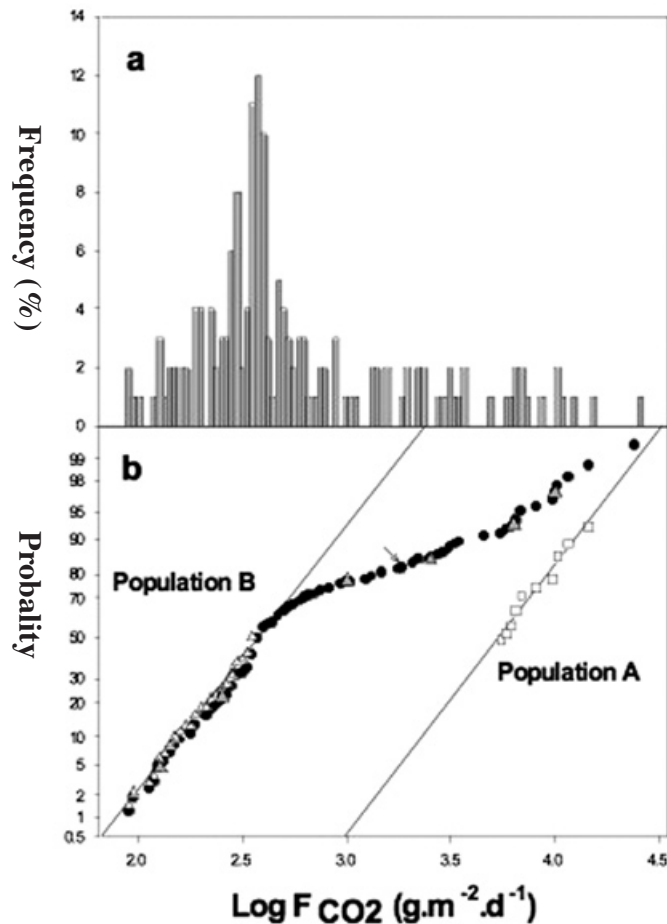 a
14
12
10
8
6
4
2
0
Frequency (%)
b
99
98
95
90
80
70
50
30
20
10
5
2
1
0.5
Probality
Population B
Population A
2.0 2.5 3.0 3.5 4.0 4.5
Log F CO2 (g.m⁻².d⁻¹)